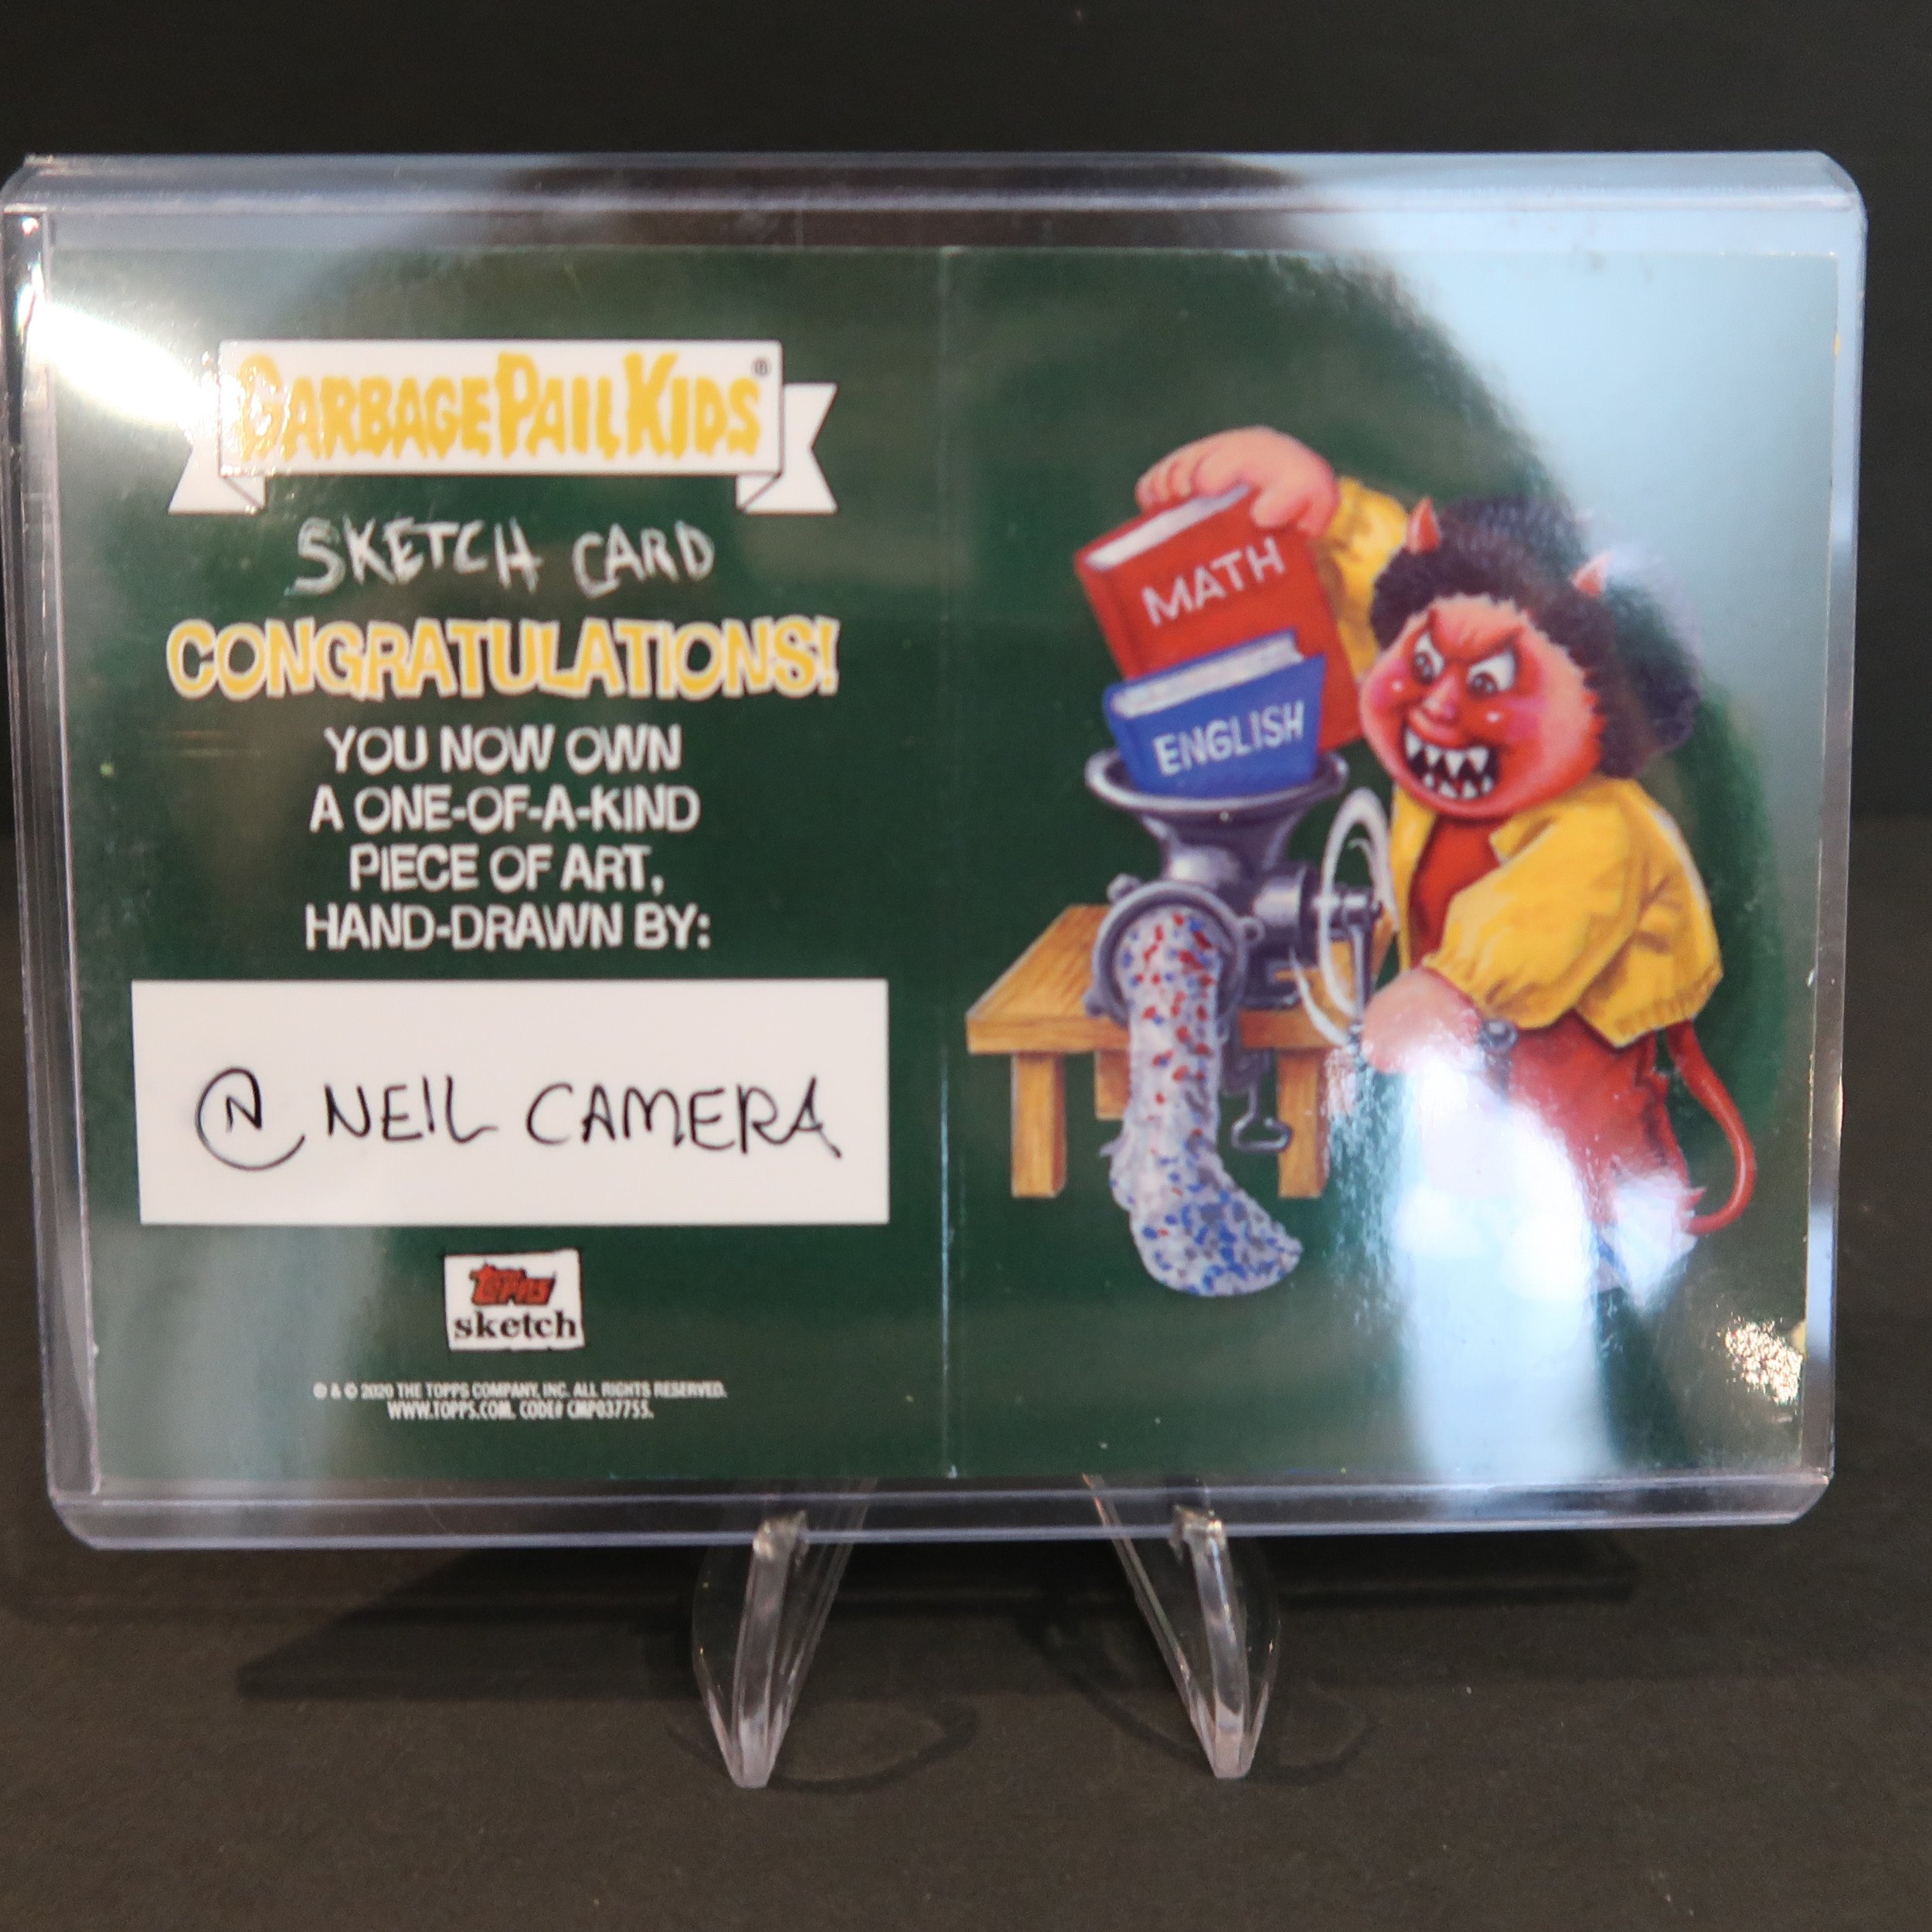 GARBAGE PAIL KIDS®
SKETCH CARD
CONGRATULATIONS!
YOU NOW OWN
A ONE-OF-A-KIND
PIECE OF ART,
HAND-DRAWN BY:
@ NEIL CAMERA
TOPPS
sketch
® & © 2020 THE TOPPS COMPANY, INC. ALL RIGHTS RESERVED.
WWW.TOPPS.COM. CODE# CMP037755.
MATH
ENGLISH